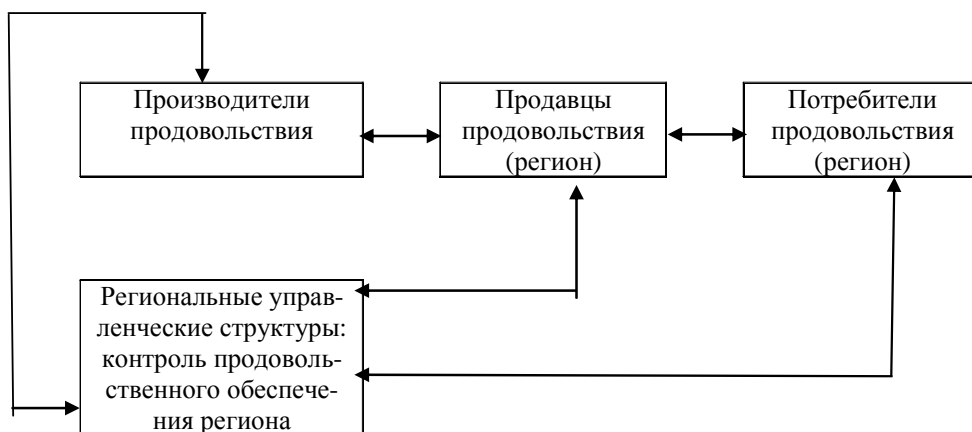 Производители
продовольствия
Продавцы
продовольствия
(регион)
Потребители
продовольствия
(регион)
Региональные управ-
ленческие структуры:
контроль продоволь-
ственного обеспече-
ния региона